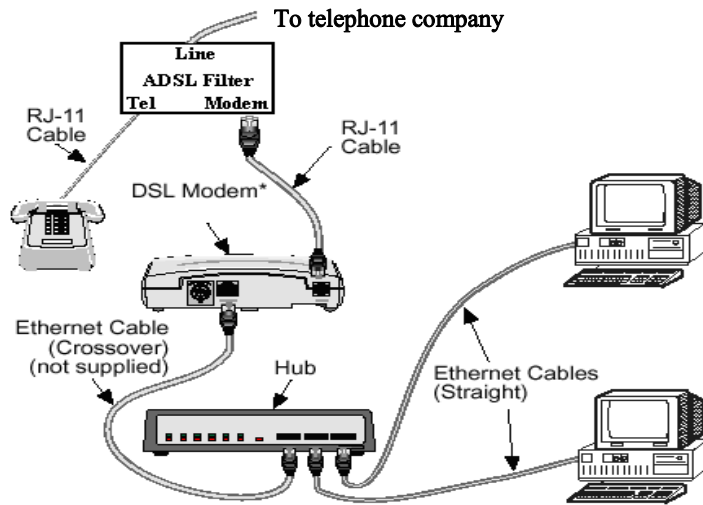 To telephone company
Line
ADSL Filter
Tel Modem
RJ-11
Cable
RJ-11
Cable
DSL Modem*
Ethernet Cable
(Crossover)
(not supplied)
Hub
Ethernet Cables
(Straight)